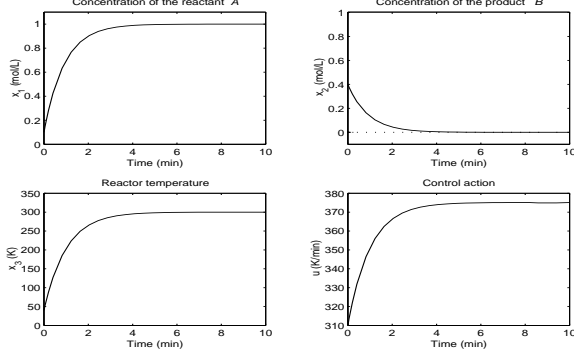 Concentration of the reactant A
1
0.8
0.6
0.4
0.2
0
x1 (mol/L)
0 2 4 6 8 10
Time (min)
Concentration of the product B
1
0.8
0.6
0.4
0.2
0
x2 (mol/L)
0 2 4 6 8 10
Time (min)
Reactor temperature
350
300
250
200
150
100
50
0
x3 (K)
0 2 4 6 8 10
Time (min)
Control action
380
370
360
350
340
330
320
310
u (K/min)
0 2 4 6 8 10
Time (min)